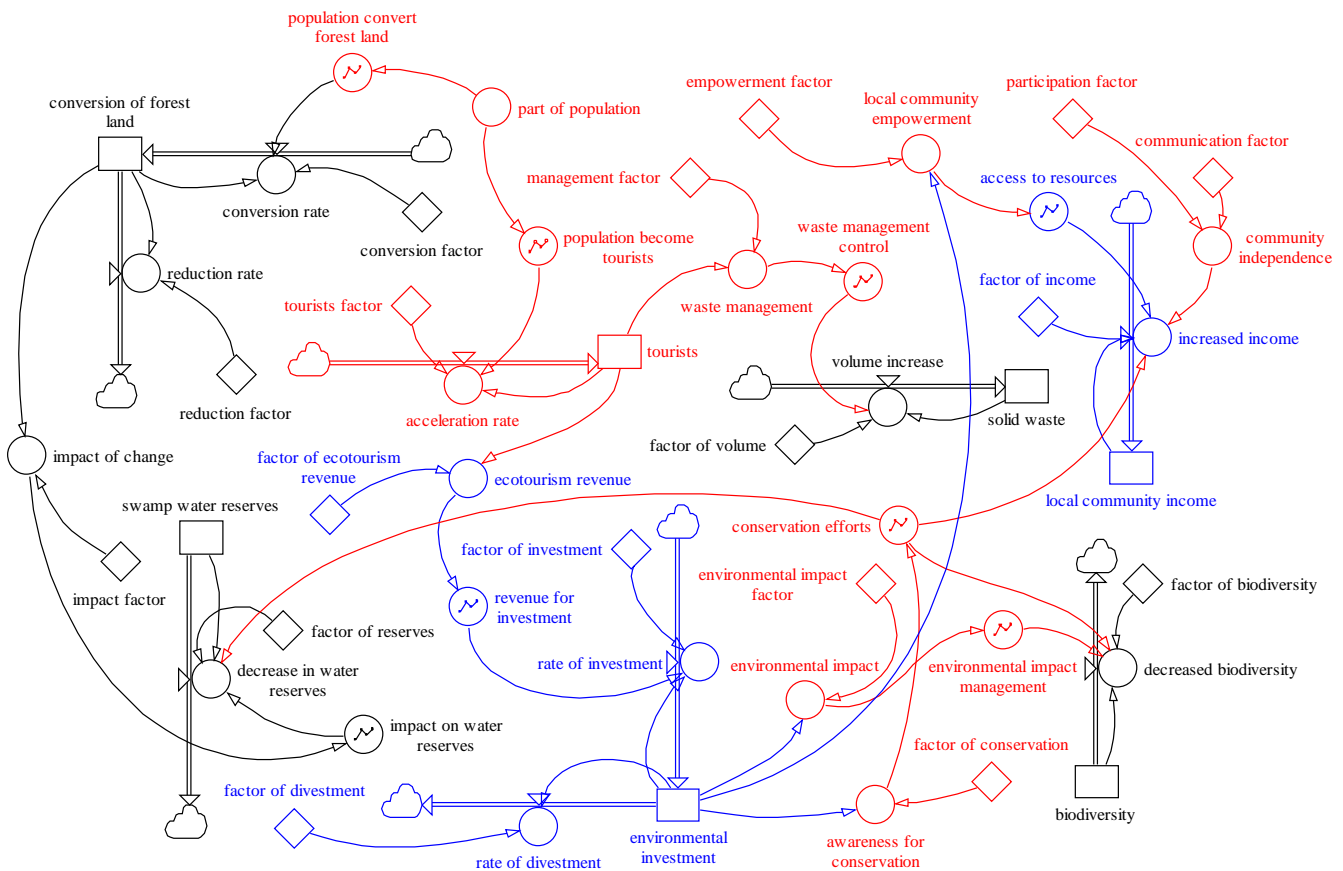 population convert
forest land
conversion of forest
land
part of population
empowerment factor
local community
empowerment
participation factor
communication factor
management factor
access to resources
conversion rate
conversion factor
population become
tourists
waste management
control
community
independence
reduction rate
tourists factor
waste management
factor of income
increased income
tourists
volume increase
reduction factor
acceleration rate
solid waste
factor of volume
impact of change
factor of ecotourism
revenue
ecotourism revenue
local community income
swamp water reserves
conservation efforts
factor of investment
environmental impact
factor
factor of biodiversity
impact factor
revenue for
investment
factor of reserves
rate of investment
environmental impact
environmental impact
management
decreased biodiversity
decrease in water
reserves
impact on water
reserves
factor of conservation
factor of divestment
biodiversity
environmental
investment
awareness for
conservation
rate of divestment